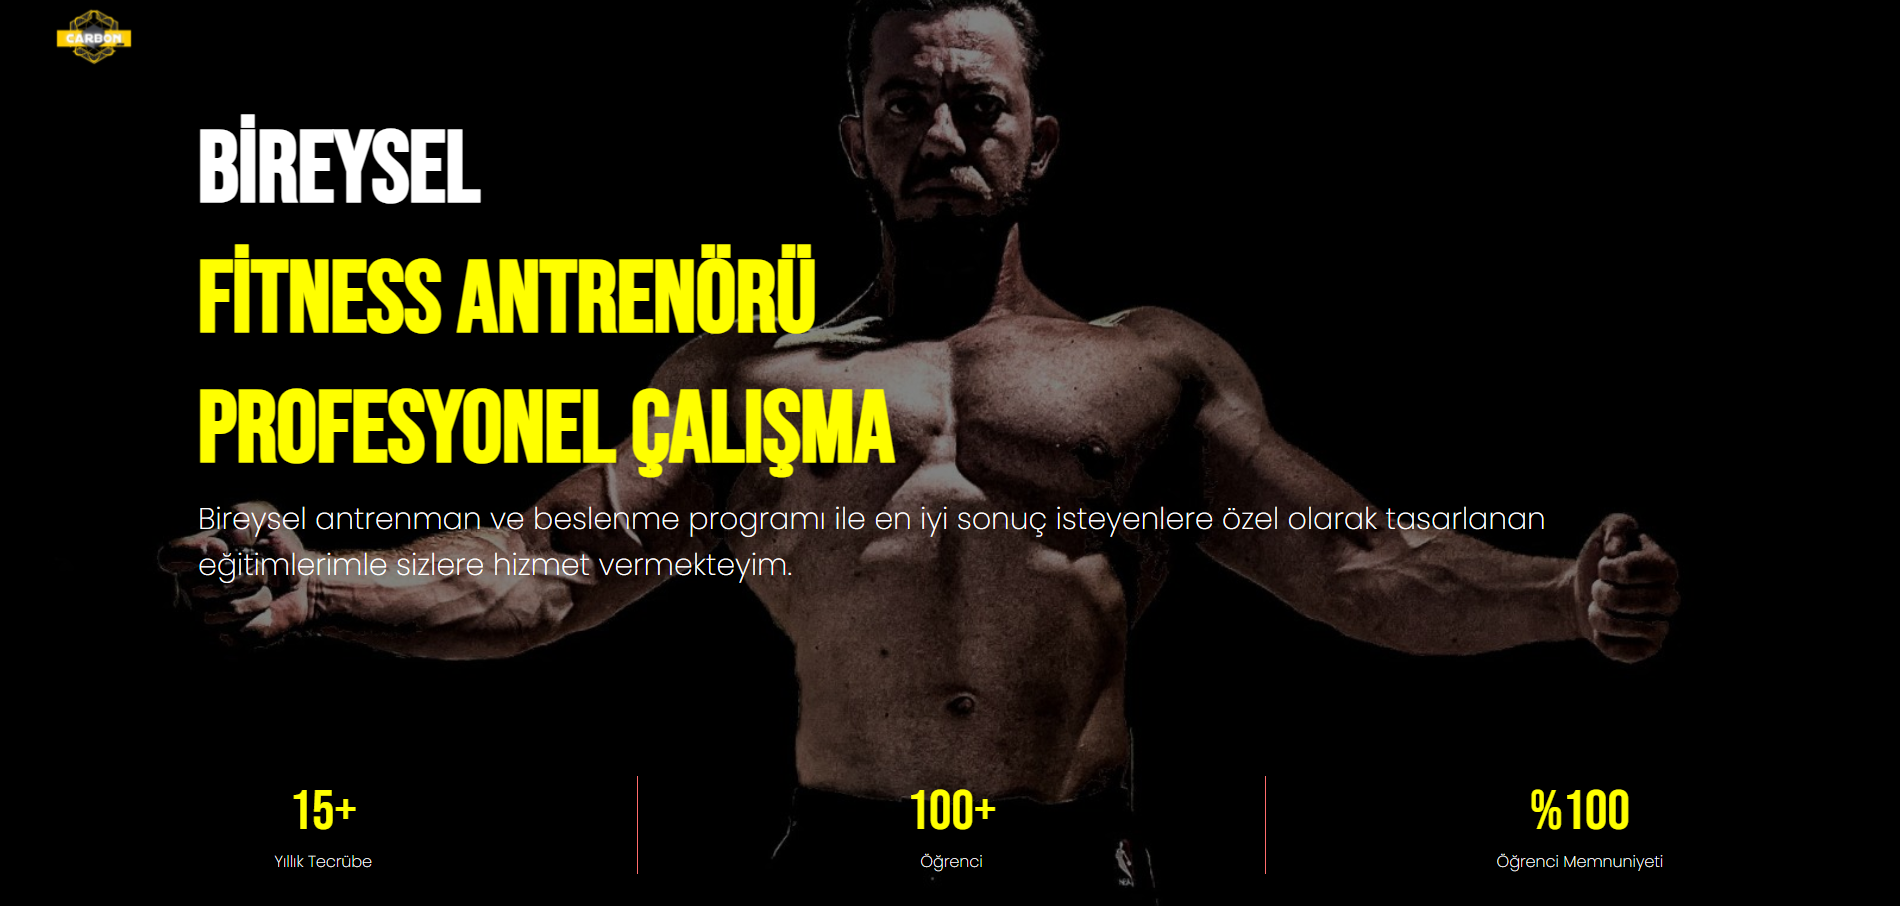 CARBON
BİREYSEL
FİTNESS ANTRENÖRÜ
PROFESYONEL ÇALIŞMA
Bireysel antrenman ve beslenme programı ile en iyi sonuç isteyenlere özel olarak tasarlanan
eğitimlerimle sizlere hizmet vermekteyim.
15+
100+
%100
Yıllık Tecrübe
Öğrenci
Öğrenci Memnuniyeti
NBA